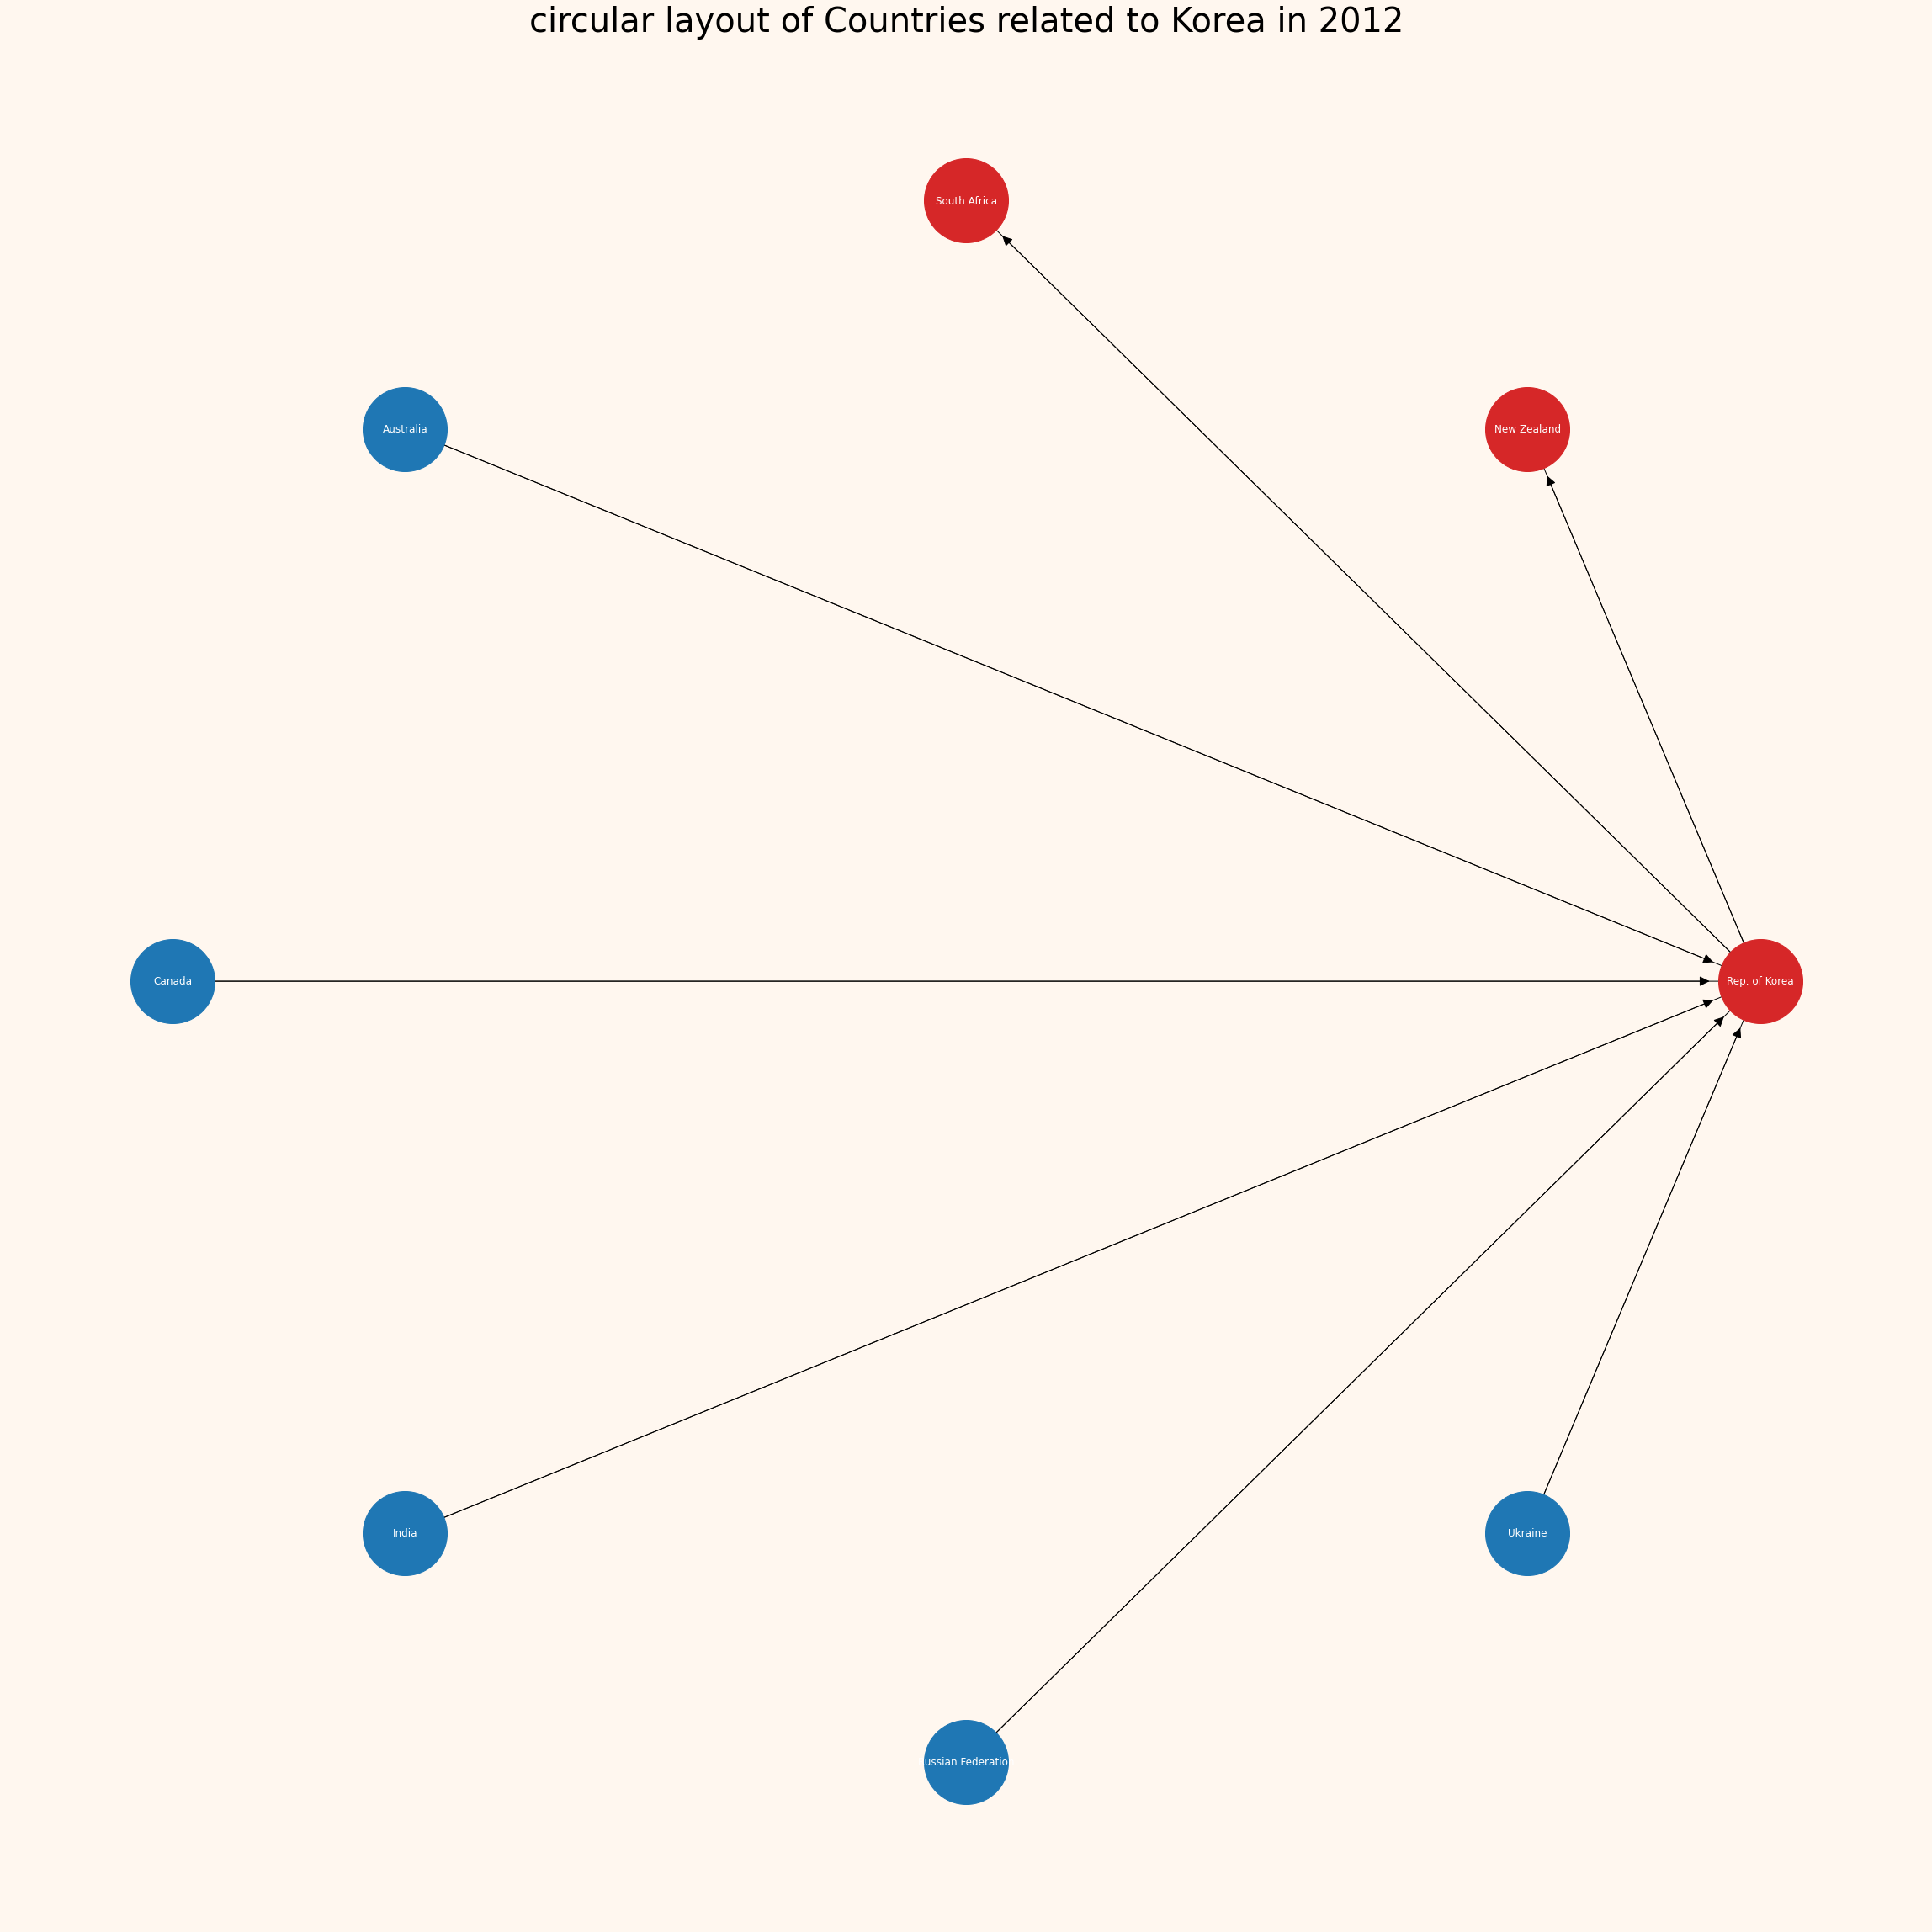 circular layout of Countries related to Korea in 2012
South Africa
Australia
New Zealand
Canada
Rep. of Korea
India
Ukraine
ussian Federatio